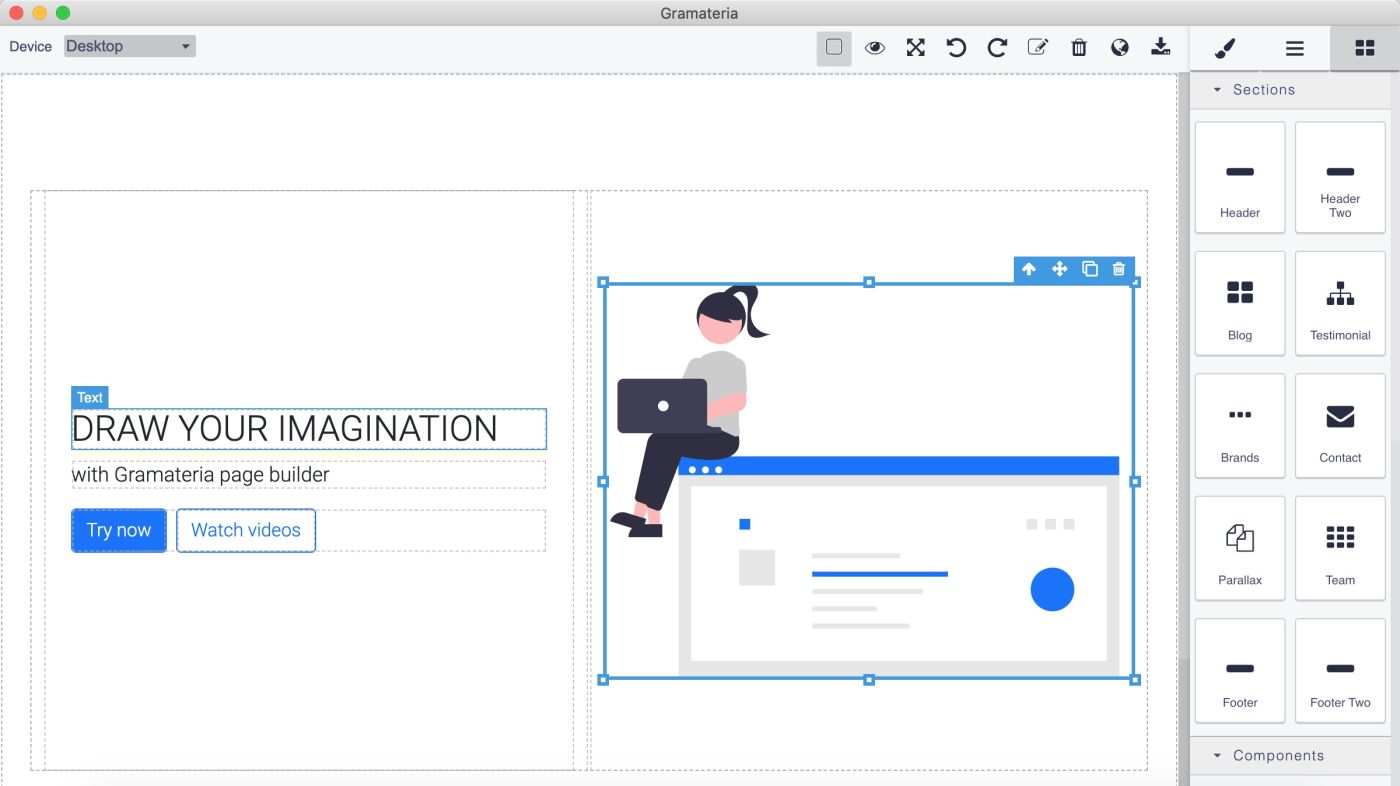 Gramateria
Device Desktop
Sections
Header
Header
Two
Blog
Testimonial
Brands
Contact
Parallax
Team
Footer
Footer Two
Components
Text
DRAW YOUR IMAGINATION
with Gramateria page builder
Try now
Watch videos